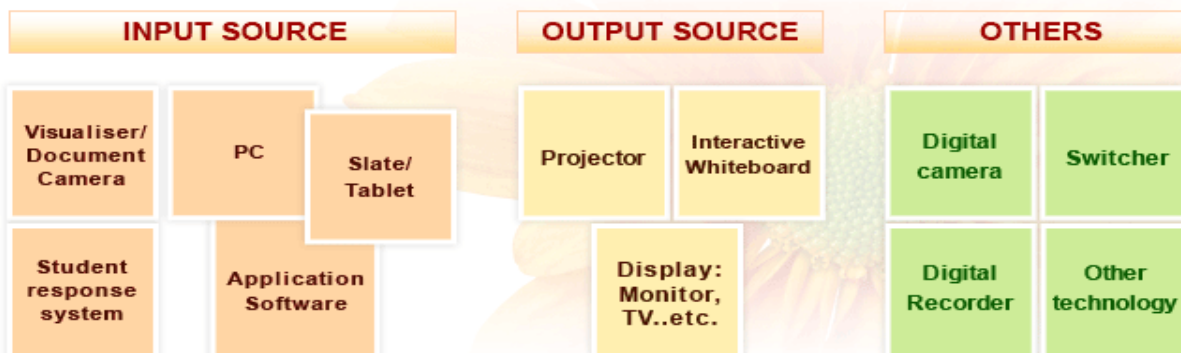 INPUT SOURCE
OUTPUT SOURCE
OTHERS
Visualiser/
Document
Camera
PC
Slate/
Tablet
Student
response
system
Application
Software
Projector
Interactive
Whiteboard
Display:
Monitor,
TV..etc.
Digital
camera
Switcher
Digital
Recorder
Other
technology